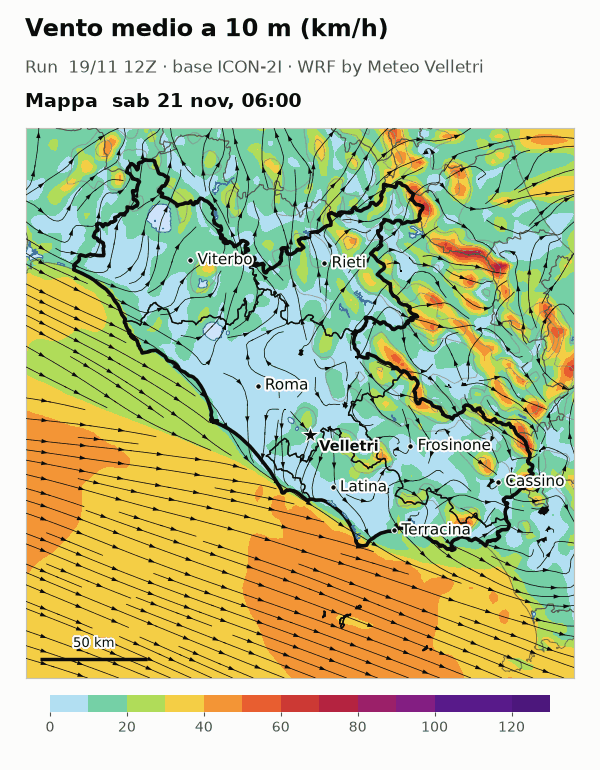 Vento medio a 10 m (km/h)
Run 19/11 12Z · base ICON-2I · WRF by Meteo Velletri
Mappa sab 21 nov, 06:00
Viterbo
Rieti
Roma
Velletri
Frosinone
Cassino
Latina
Terracina
50 km
0 20 40 60 80 100 120